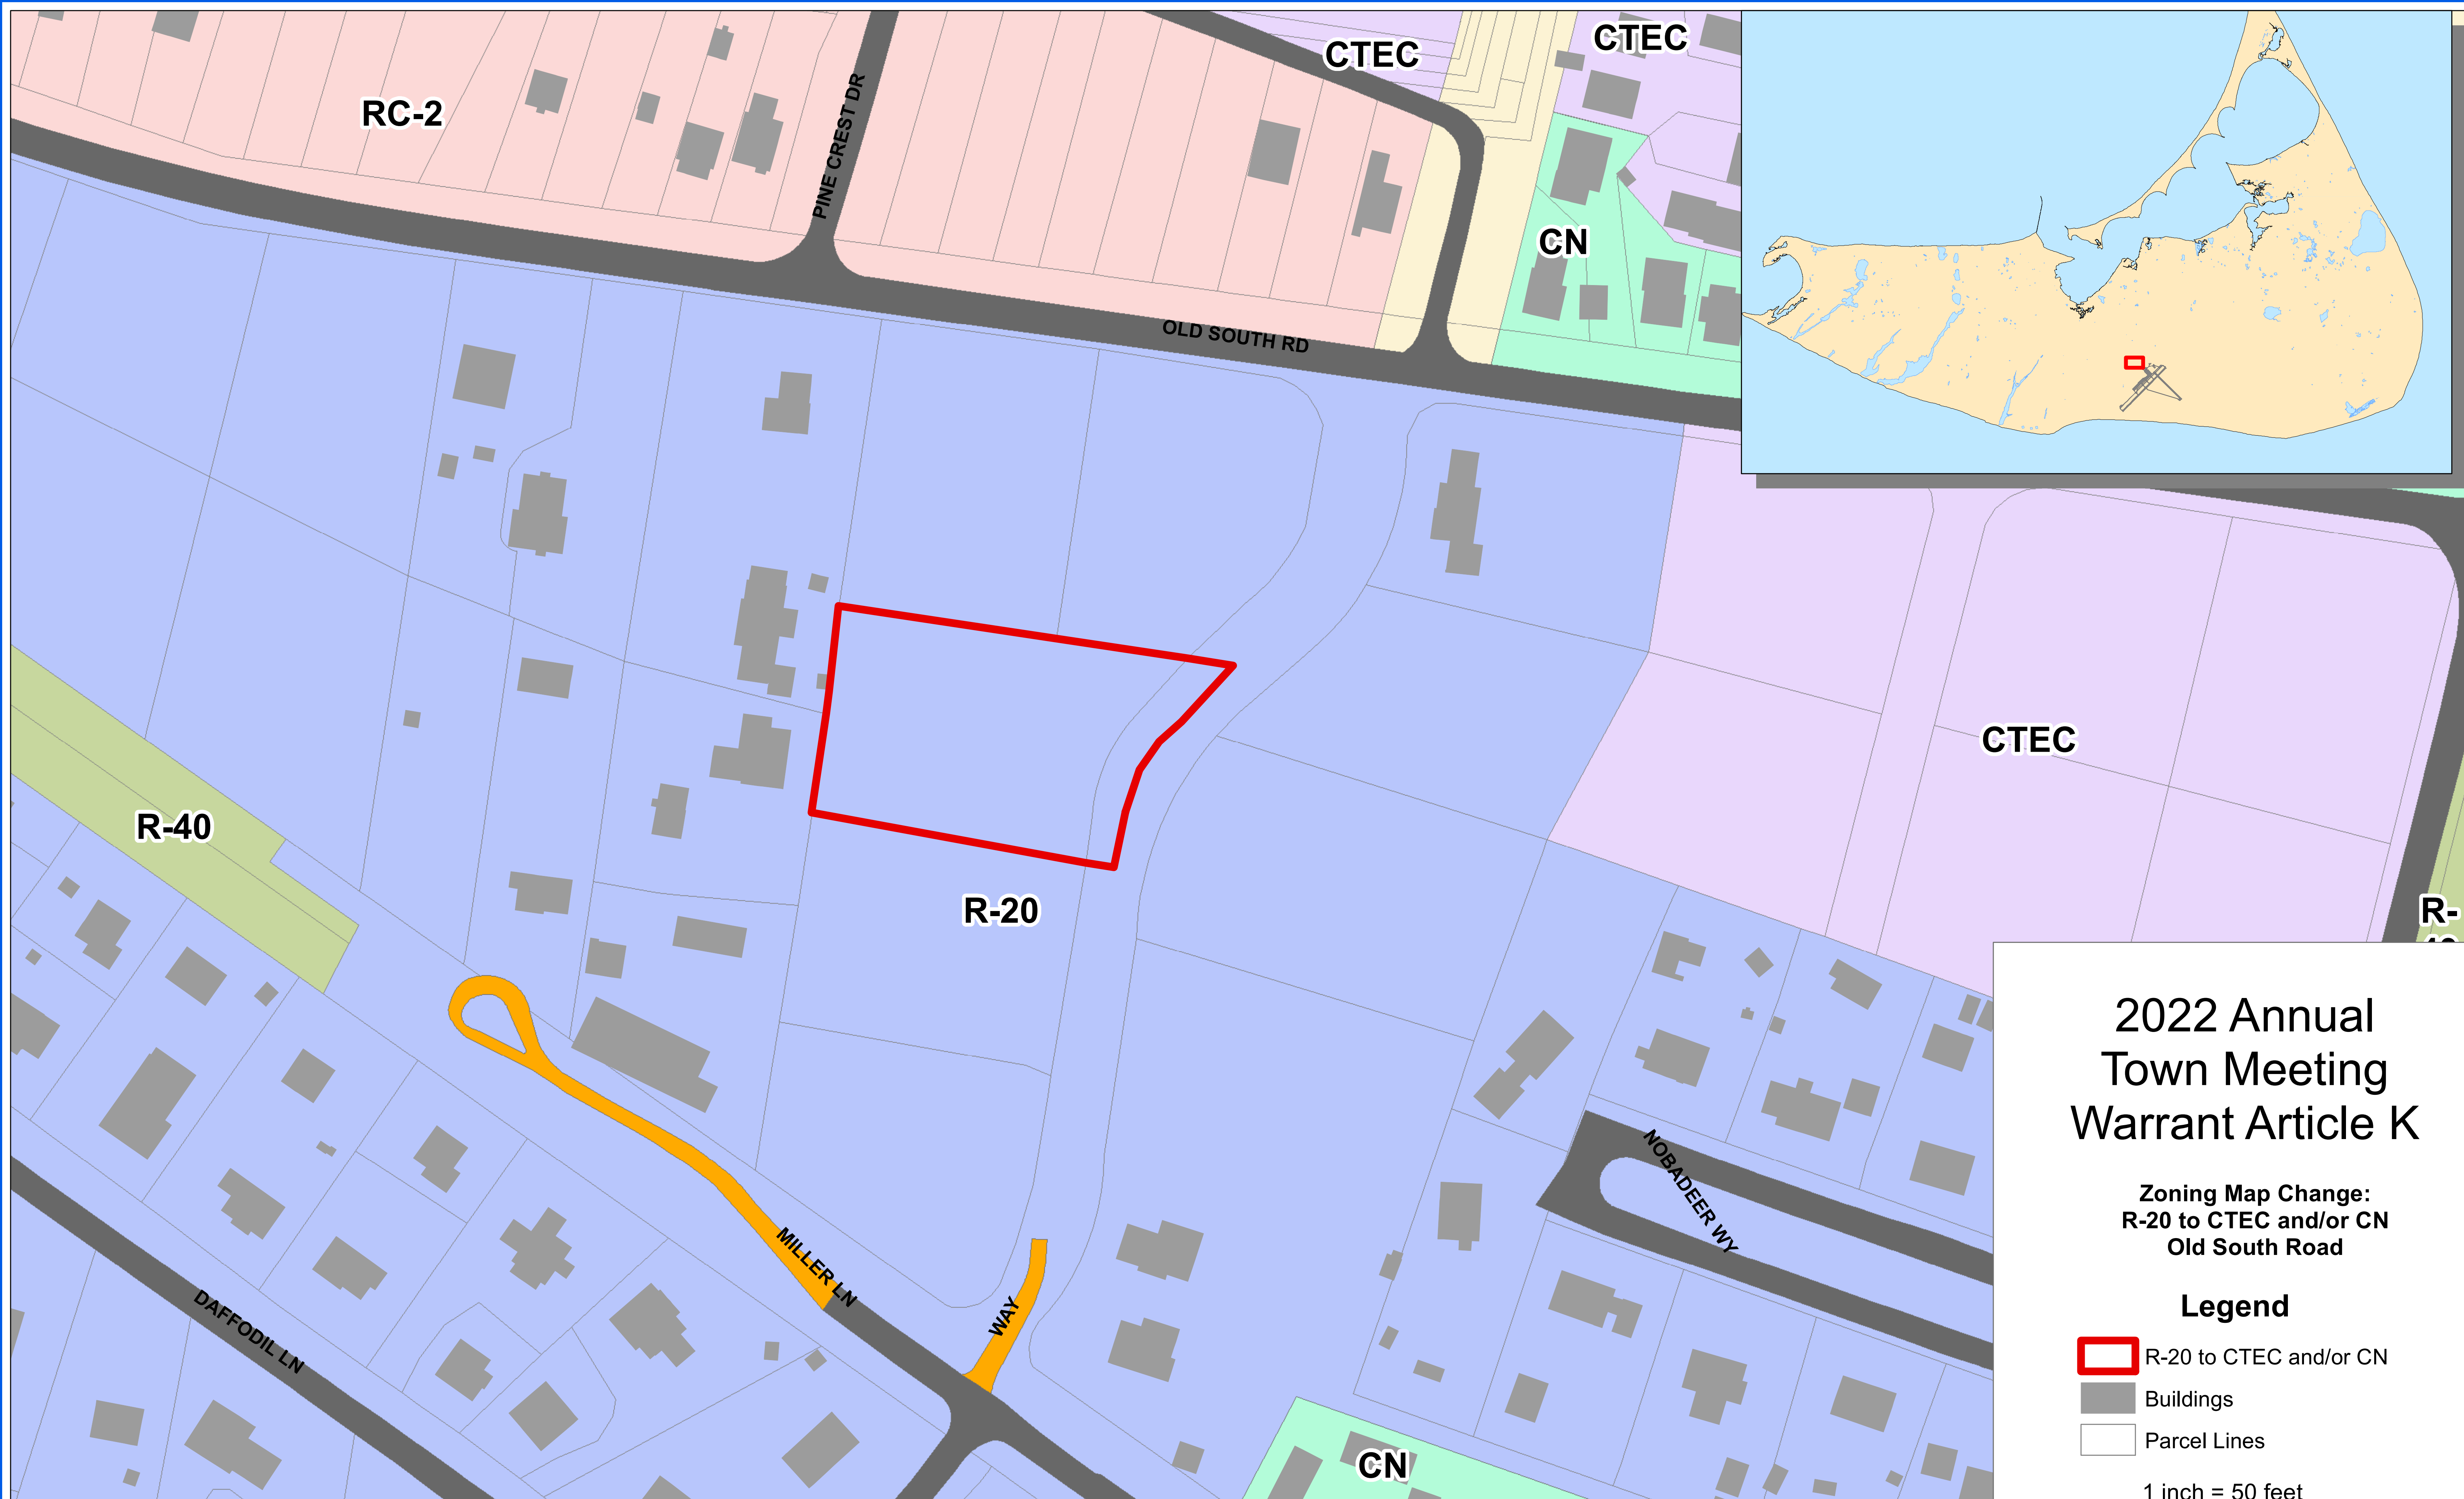 CTEC
CTEC
RC-2
PINE CREST DR
CN
OLD SOUTH RD
CTEC
R-40
R-20
R-
40
NOBADEER WY
MILLER LN
WAY
DAFFODIL LN
CN
2022 Annual
Town Meeting
Warrant Article K
Zoning Map Change:
R-20 to CTEC and/or CN
Old South Road
Legend
R-20 to CTEC and/or CN
Buildings
Parcel Lines
1 inch = 50 feet